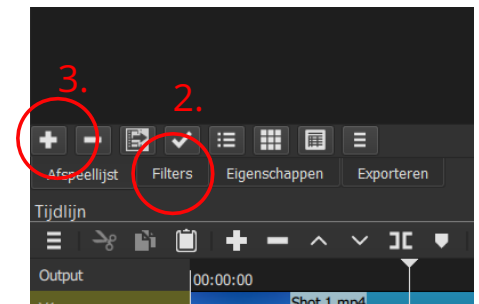 3.
2.
Afspeellijst Filters Eigenschappen Exporteren
Tijdlijn
Output 00:00:00
Shot 1.mp4